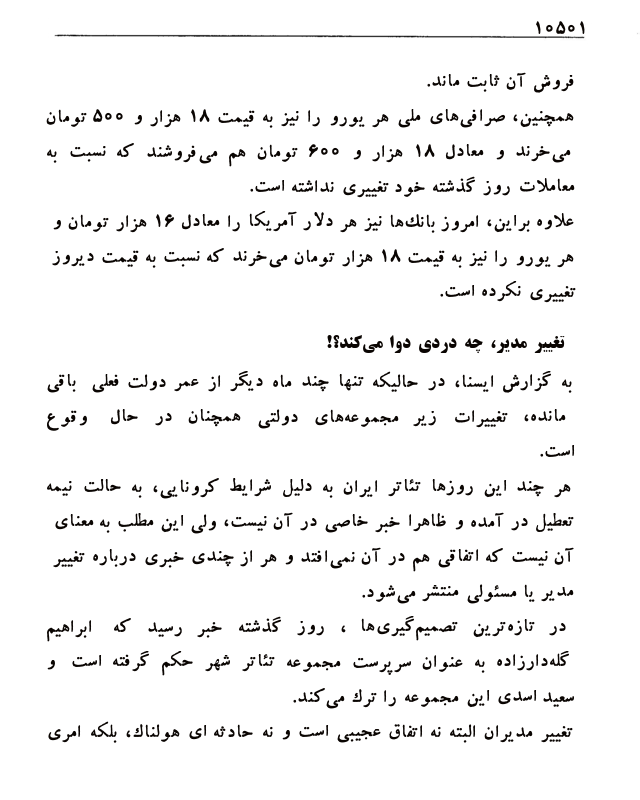 ۱۰۵۰۱
فروش آن ثابت ماند.
همچنین، صرافی‌های ملی هر یورو را نیز به قیمت ۱۸ هزار و ۵۰۰ تومان
می‌خرند و معادل ۱۸ هزار و ۶۰۰ تومان هم می‌فروشند که نسبت به
معاملات روز گذشته خود تغییری نداشته است.
علاوه براین، امروز بانك‌ها نیز هر دلار آمریکا را معادل ۱۶ هزار تومان و
هر یورو را نیز به قیمت ۱۸ هزار تومان می‌خرند که نسبت به قیمت دیروز
تغییری نکرده است.
تغییر مدیر، چه دردی دوا می‌کند؟!
به گزارش ایسنا، در حالیکه تنها چند ماه دیگر از عمر دولت فعلی باقی
مانده، تغییرات زیر مجموعه‌های دولتی همچنان در حال وقوع
است.
هر چند این روزها تئاتر ایران به دلیل شرایط کرونایی، به حالت نیمه
تعطیل در آمده و ظاهرا خبر خاصی در آن نیست، ولی این مطلب به معنای
آن نیست که اتفاقی هم در آن نمی‌افتد و هر از چندی خبری درباره تغییر
مدیر یا مسئولی منتشر می‌شود.
در تازه‌ترین تصمیم‌گیری‌ها ، روز گذشته خبر رسید که ابراهیم
گله‌دارزاده به عنوان سرپرست مجموعه تئاتر شهر حکم گرفته است و
سعید اسدی این مجموعه را ترك می‌کند.
تغییر مدیران البته نه اتفاق عجیبی است و نه حادثه ای هولناك، بلکه امری